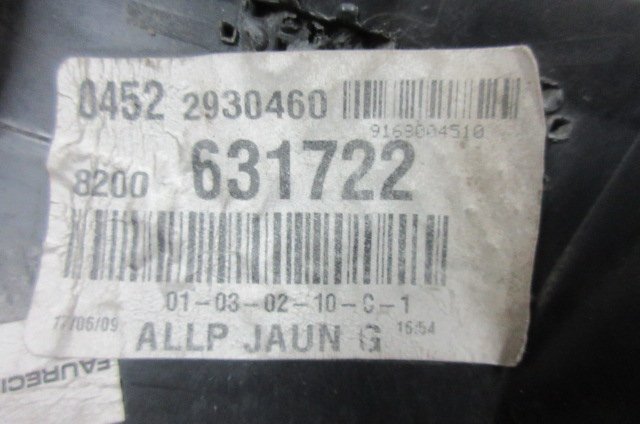 0452 2930460
9168004510
8200 631722
01-03-02-10-C-1
17/06/09 ALLP JAUN G 16:54
FAURECI